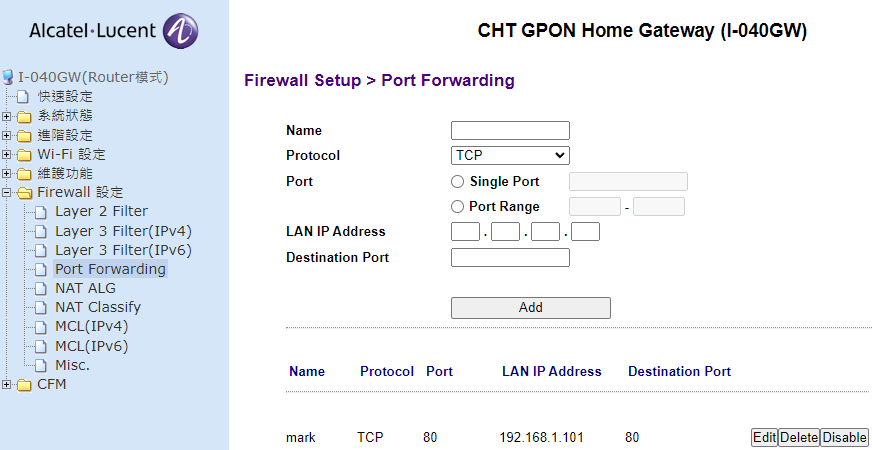 Alcatel·Lucent
CHT GPON Home Gateway (I-040GW)
I-040GW(Router模式)
快速設定
系統狀態
進階設定
Wi-Fi 設定
維護功能
Firewall 設定
Layer 2 Filter
Layer 3 Filter(IPv4)
Layer 3 Filter(IPv6)
Port Forwarding
NAT ALG
NAT Classify
MCL(IPv4)
MCL(IPv6)
Misc.
CFM
Firewall Setup > Port Forwarding
Name
Protocol TCP
Port Single Port
Port Range -
LAN IP Address . . .
Destination Port
Add
Name Protocol Port LAN IP Address Destination Port
mark TCP 80 192.168.1.101 80 Edit Delete Disable